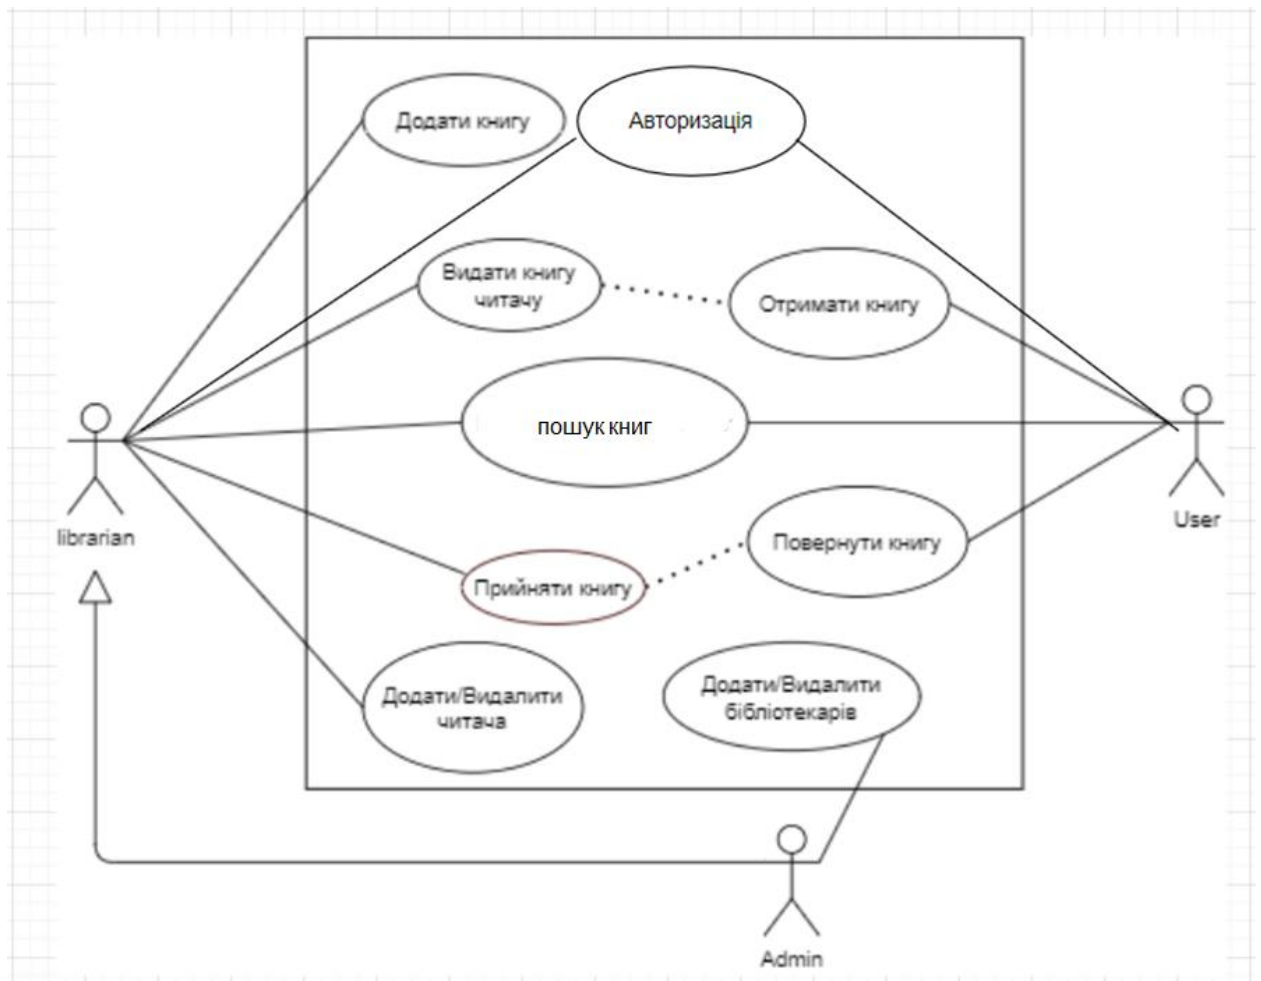 Додати книгу
Авторизація
Видати книгу
читачу
Отримати книгу
пошук книг
librarian
User
Повернути книгу
Прийняти книгу
Додати/Видалити
читача
Додати/Видалити
бібліотекарів
Admin